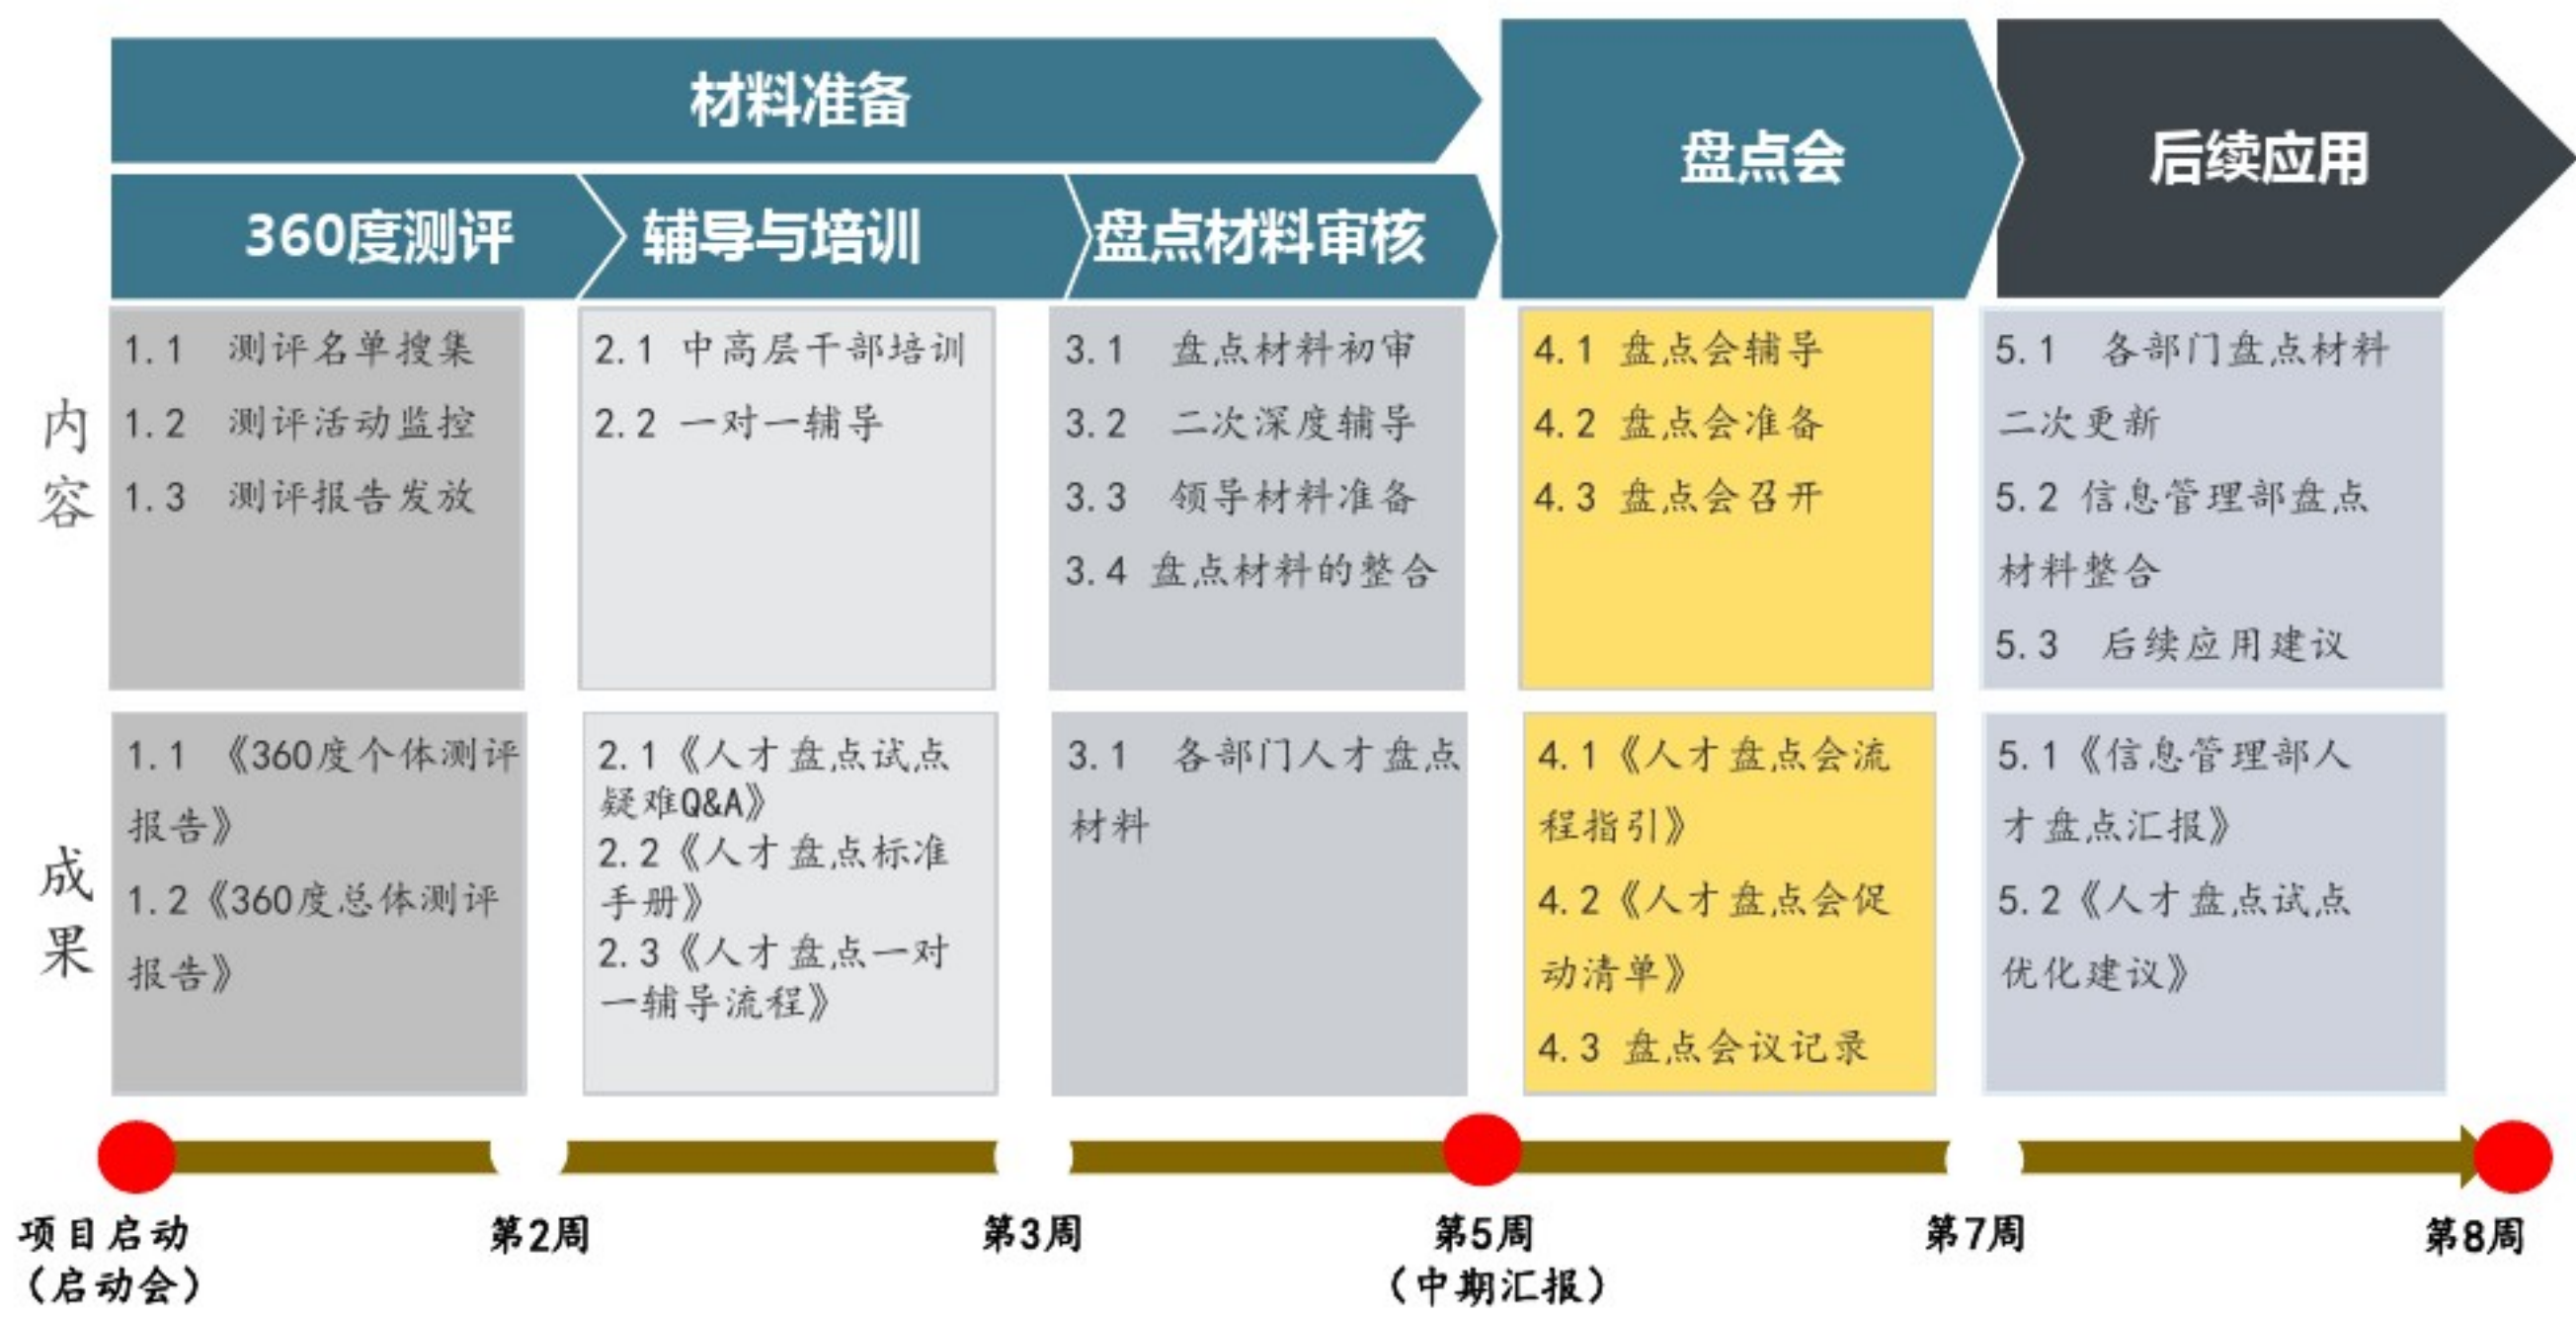 材料准备
盘点会
后续应用
360度测评
辅导与培训
盘点材料审核
内容
1.1 测评名单搜集
1.2 测评活动监控
1.3 测评报告发放
2.1 中高层干部培训
2.2 一对一辅导
3.1 盘点材料初审
3.2 二次深度辅导
3.3 领导材料准备
3.4 盘点材料的整合
4.1 盘点会辅导
4.2 盘点会准备
4.3 盘点会召开
5.1 各部门盘点材料
二次更新
5.2 信息管理部盘点
材料整合
5.3 后续应用建议
成果
1.1 《360度个体测评
报告》
1.2《360度总体测评
报告》
2.1《人才盘点试点
疑难Q&A》
2.2《人才盘点标准
手册》
2.3《人才盘点一对
一辅导流程》
3.1 各部门人才盘点
材料
4.1《人才盘点会流
程指引》
4.2《人才盘点会促
动清单》
4.3 盘点会议记录
5.1《信息管理部人
才盘点汇报》
5.2《人才盘点试点
优化建议》
项目启动
（启动会）
第2周
第3周
第5周
（中期汇报）
第7周
第8周